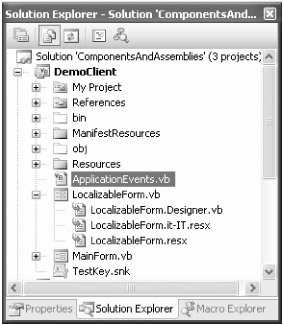 Solution Explorer - Solution 'ComponentsAnd...
Solution 'ComponentsAndAssemblies' (3 projects)
DemoClient
My Project
References
bin
ManifestResources
obj
Resources
ApplicationEvents.vb
LocalizableForm.vb
LocalizableForm.Designer.vb
LocalizableForm.it-IT.resx
LocalizableForm.resx
MainForm.vb
TestKey.snk
Properties Solution Explorer Macro Explorer